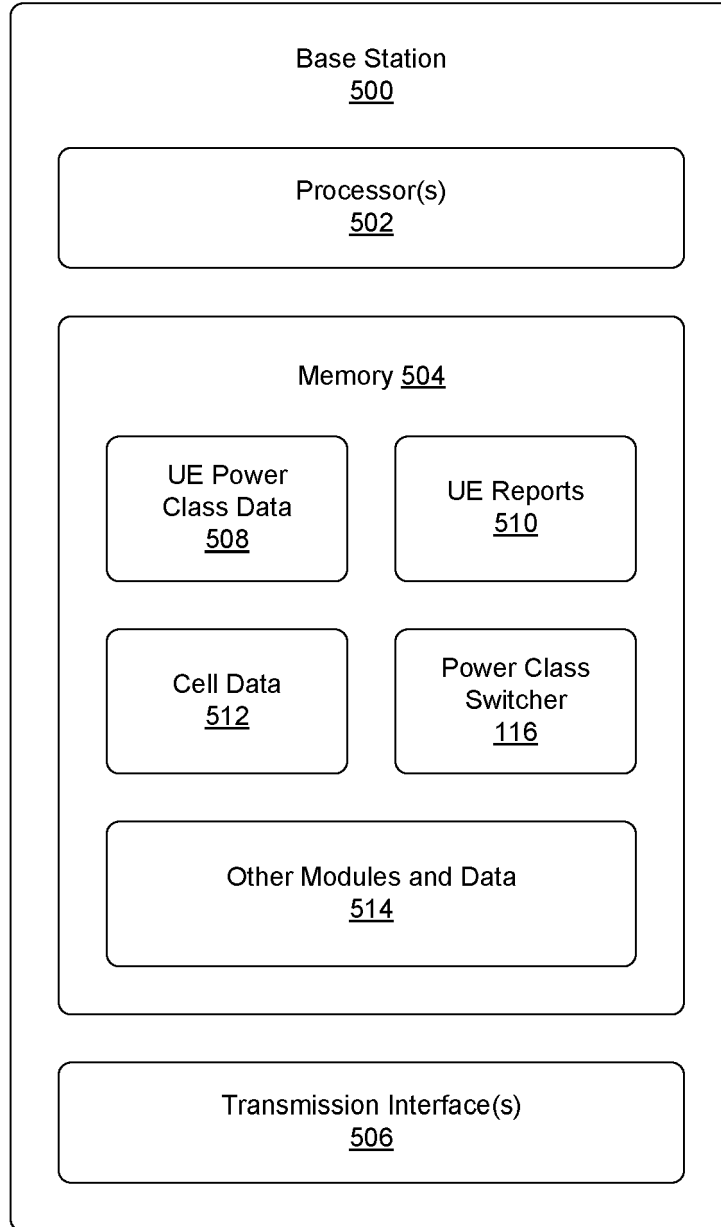 Base Station
500
Processor(s)
502
Memory 504
UE Power
Class Data
508
UE Reports
510
Cell Data
512
Power Class
Switcher
116
Other Modules and Data
514
Transmission Interface(s)
506